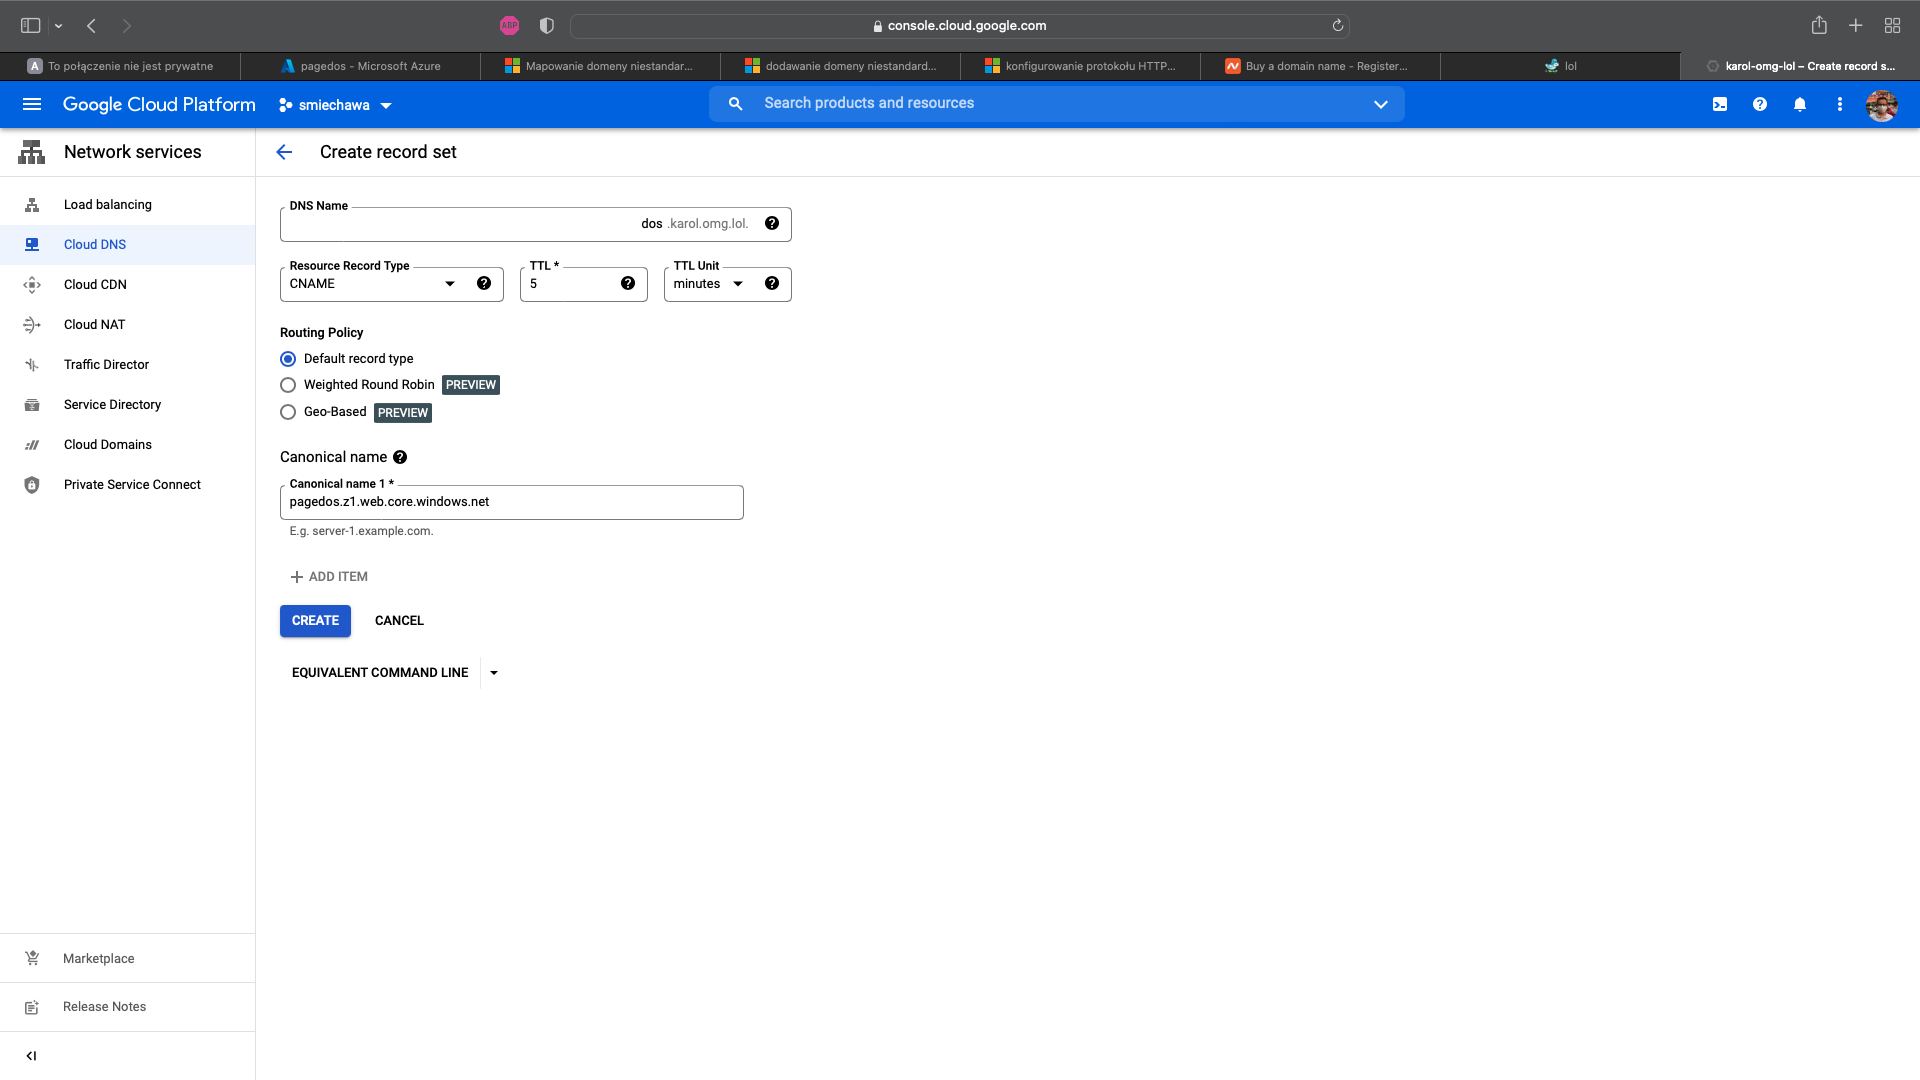 ABP
console.cloud.google.com
A To połączenie nie jest prywatne
pagedos - Microsoft Azure
Mapowanie domeny niestandar...
dodawanie domeny niestandard...
konfigurowanie protokołu HTTP...
Buy a domain name - Register...
lol
karol-omg-lol – Create record s...
Google Cloud Platform
smiechawa
Search products and resources
Network services
Create record set
Load balancing
Cloud DNS
Cloud CDN
Cloud NAT
Traffic Director
Service Directory
Cloud Domains
Private Service Connect
DNS Name
dos .karol.omg.lol.
Resource Record Type
CNAME
TTL *
5
TTL Unit
minutes
Routing Policy
Default record type
Weighted Round Robin PREVIEW
Geo-Based PREVIEW
Canonical name
Canonical name 1 *
pagedos.z1.web.core.windows.net
E.g. server-1.example.com.
ADD ITEM
CREATE CANCEL
EQUIVALENT COMMAND LINE
Marketplace
Release Notes